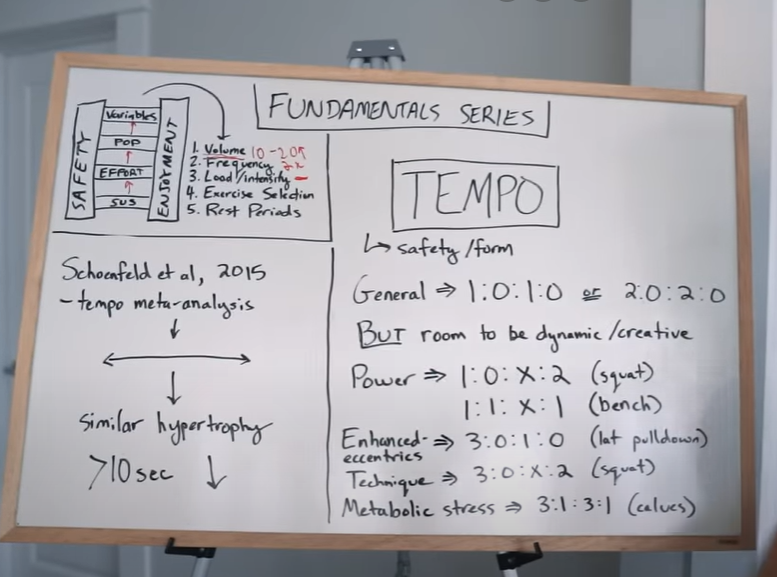 FUNDAMENTALS SERIES
SAFETY
Variables
POP
EFFORT
SUS
ENJOYMENT
1. Volume 10-20↑
2. Frequency 2x
3. Load/intensity -
4. Exercise Selection
5. Rest Periods
Schoenfeld et al, 2015
- tempo meta-analysis
↓
↔
↓
Similar hypertrophy
>10 sec ↓
TEMPO
↳ safety/form
General ⇒ 1:0:1:0 or 2:0:2:0
BUT room to be dynamic/creative
Power ⇒ 1:0:X:2 (squat)
1:1:X:1 (bench)
Enhanced- ⇒ 3:0:1:0 (lat pulldown)
eccentrics
Technique ⇒ 3:0:X:2 (squat)
Metabolic stress ⇒ 3:1:3:1 (calves)